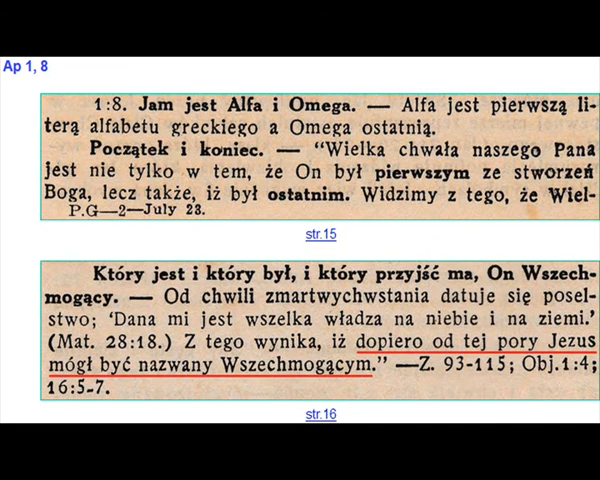 Ap 1, 8
1:8. Jam jest Alfa i Omega. — Alfa jest pierwszą li-
terą alfabetu greckiego a Omega ostatnią.
Początek i koniec. — “Wielka chwała naszego Pana
jest nie tylko w tem, że On był pierwszym ze stworzeń
Boga, lecz także, iż był ostatnim. Widzimy z tego, że Wiel-
P.G—2—July 23.
str.15
Który jest i który był, i który przyjść ma, On Wszech-
mogący. — Od chwili zmartwychwstania datuje się posel-
stwo; ‘Dana mi jest wszelka władza na niebie i na ziemi.’
(Mat. 28:18.) Z tego wynika, iż dopiero od tej pory Jezus
mógł być nazwany Wszechmogącym.” —Z. 93-115; Obj.1:4;
16:5-7.
str.16